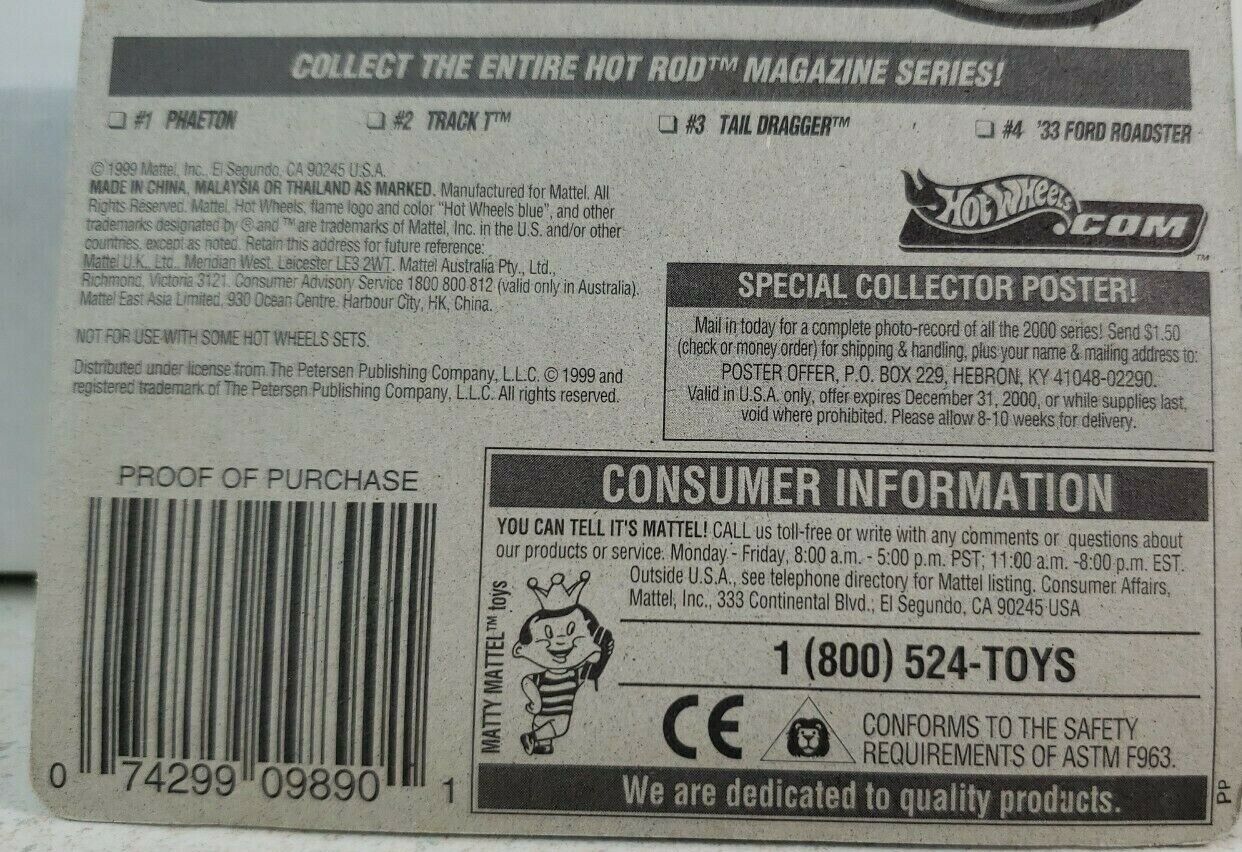 COLLECT THE ENTIRE HOT ROD™ MAGAZINE SERIES!
❏ #1 PHAETON ❏ #2 TRACK T™ ❏ #3 TAIL DRAGGER™ ❏ #4 '33 FORD ROADSTER
© 1999 Mattel, Inc., El Segundo, CA 90245 U.S.A.
MADE IN CHINA, MALAYSIA OR THAILAND AS MARKED. Manufactured for Mattel. All
Rights Reserved. Mattel, Hot Wheels, flame logo and color "Hot Wheels blue", and other
trademarks designated by ® and ™ are trademarks of Mattel, Inc. in the U.S. and/or other
countries, except as noted. Retain this address for future reference:
Mattel U.K., Ltd., Meridian West, Leicester LE3 2WT. Mattel Australia Pty., Ltd.,
Richmond, Victoria 3121. Consumer Advisory Service 1800 800 812 (valid only in Australia).
Mattel East Asia Limited, 930 Ocean Centre, Harbour City, HK, China.
NOT FOR USE WITH SOME HOT WHEELS SETS.
Distributed under license from The Petersen Publishing Company, L.L.C. © 1999 and
registered trademark of The Petersen Publishing Company, L.L.C. All rights reserved.
Hot Wheels.COM™
SPECIAL COLLECTOR POSTER!
Mail in today for a complete photo-record of all the 2000 series! Send $1.50
(check or money order) for shipping & handling, plus your name & mailing address to:
POSTER OFFER, P.O. BOX 229, HEBRON, KY 41048-02290.
Valid in U.S.A. only, offer expires December 31, 2000, or while supplies last,
void where prohibited. Please allow 8-10 weeks for delivery.
PROOF OF PURCHASE
0 74299 09890 1
CONSUMER INFORMATION
YOU CAN TELL IT'S MATTEL! CALL us toll-free or write with any comments or questions about
our products or service. Monday - Friday, 8:00 a.m. - 5:00 p.m. PST; 11:00 a.m. -8:00 p.m. EST.
Outside U.S.A., see telephone directory for Mattel listing. Consumer Affairs,
Mattel, Inc., 333 Continental Blvd., El Segundo, CA 90245 USA
MATTY MATTEL™ toys
1 (800) 524-TOYS
CE
CONFORMS TO THE SAFETY
REQUIREMENTS OF ASTM F963.
We are dedicated to quality products.
PP